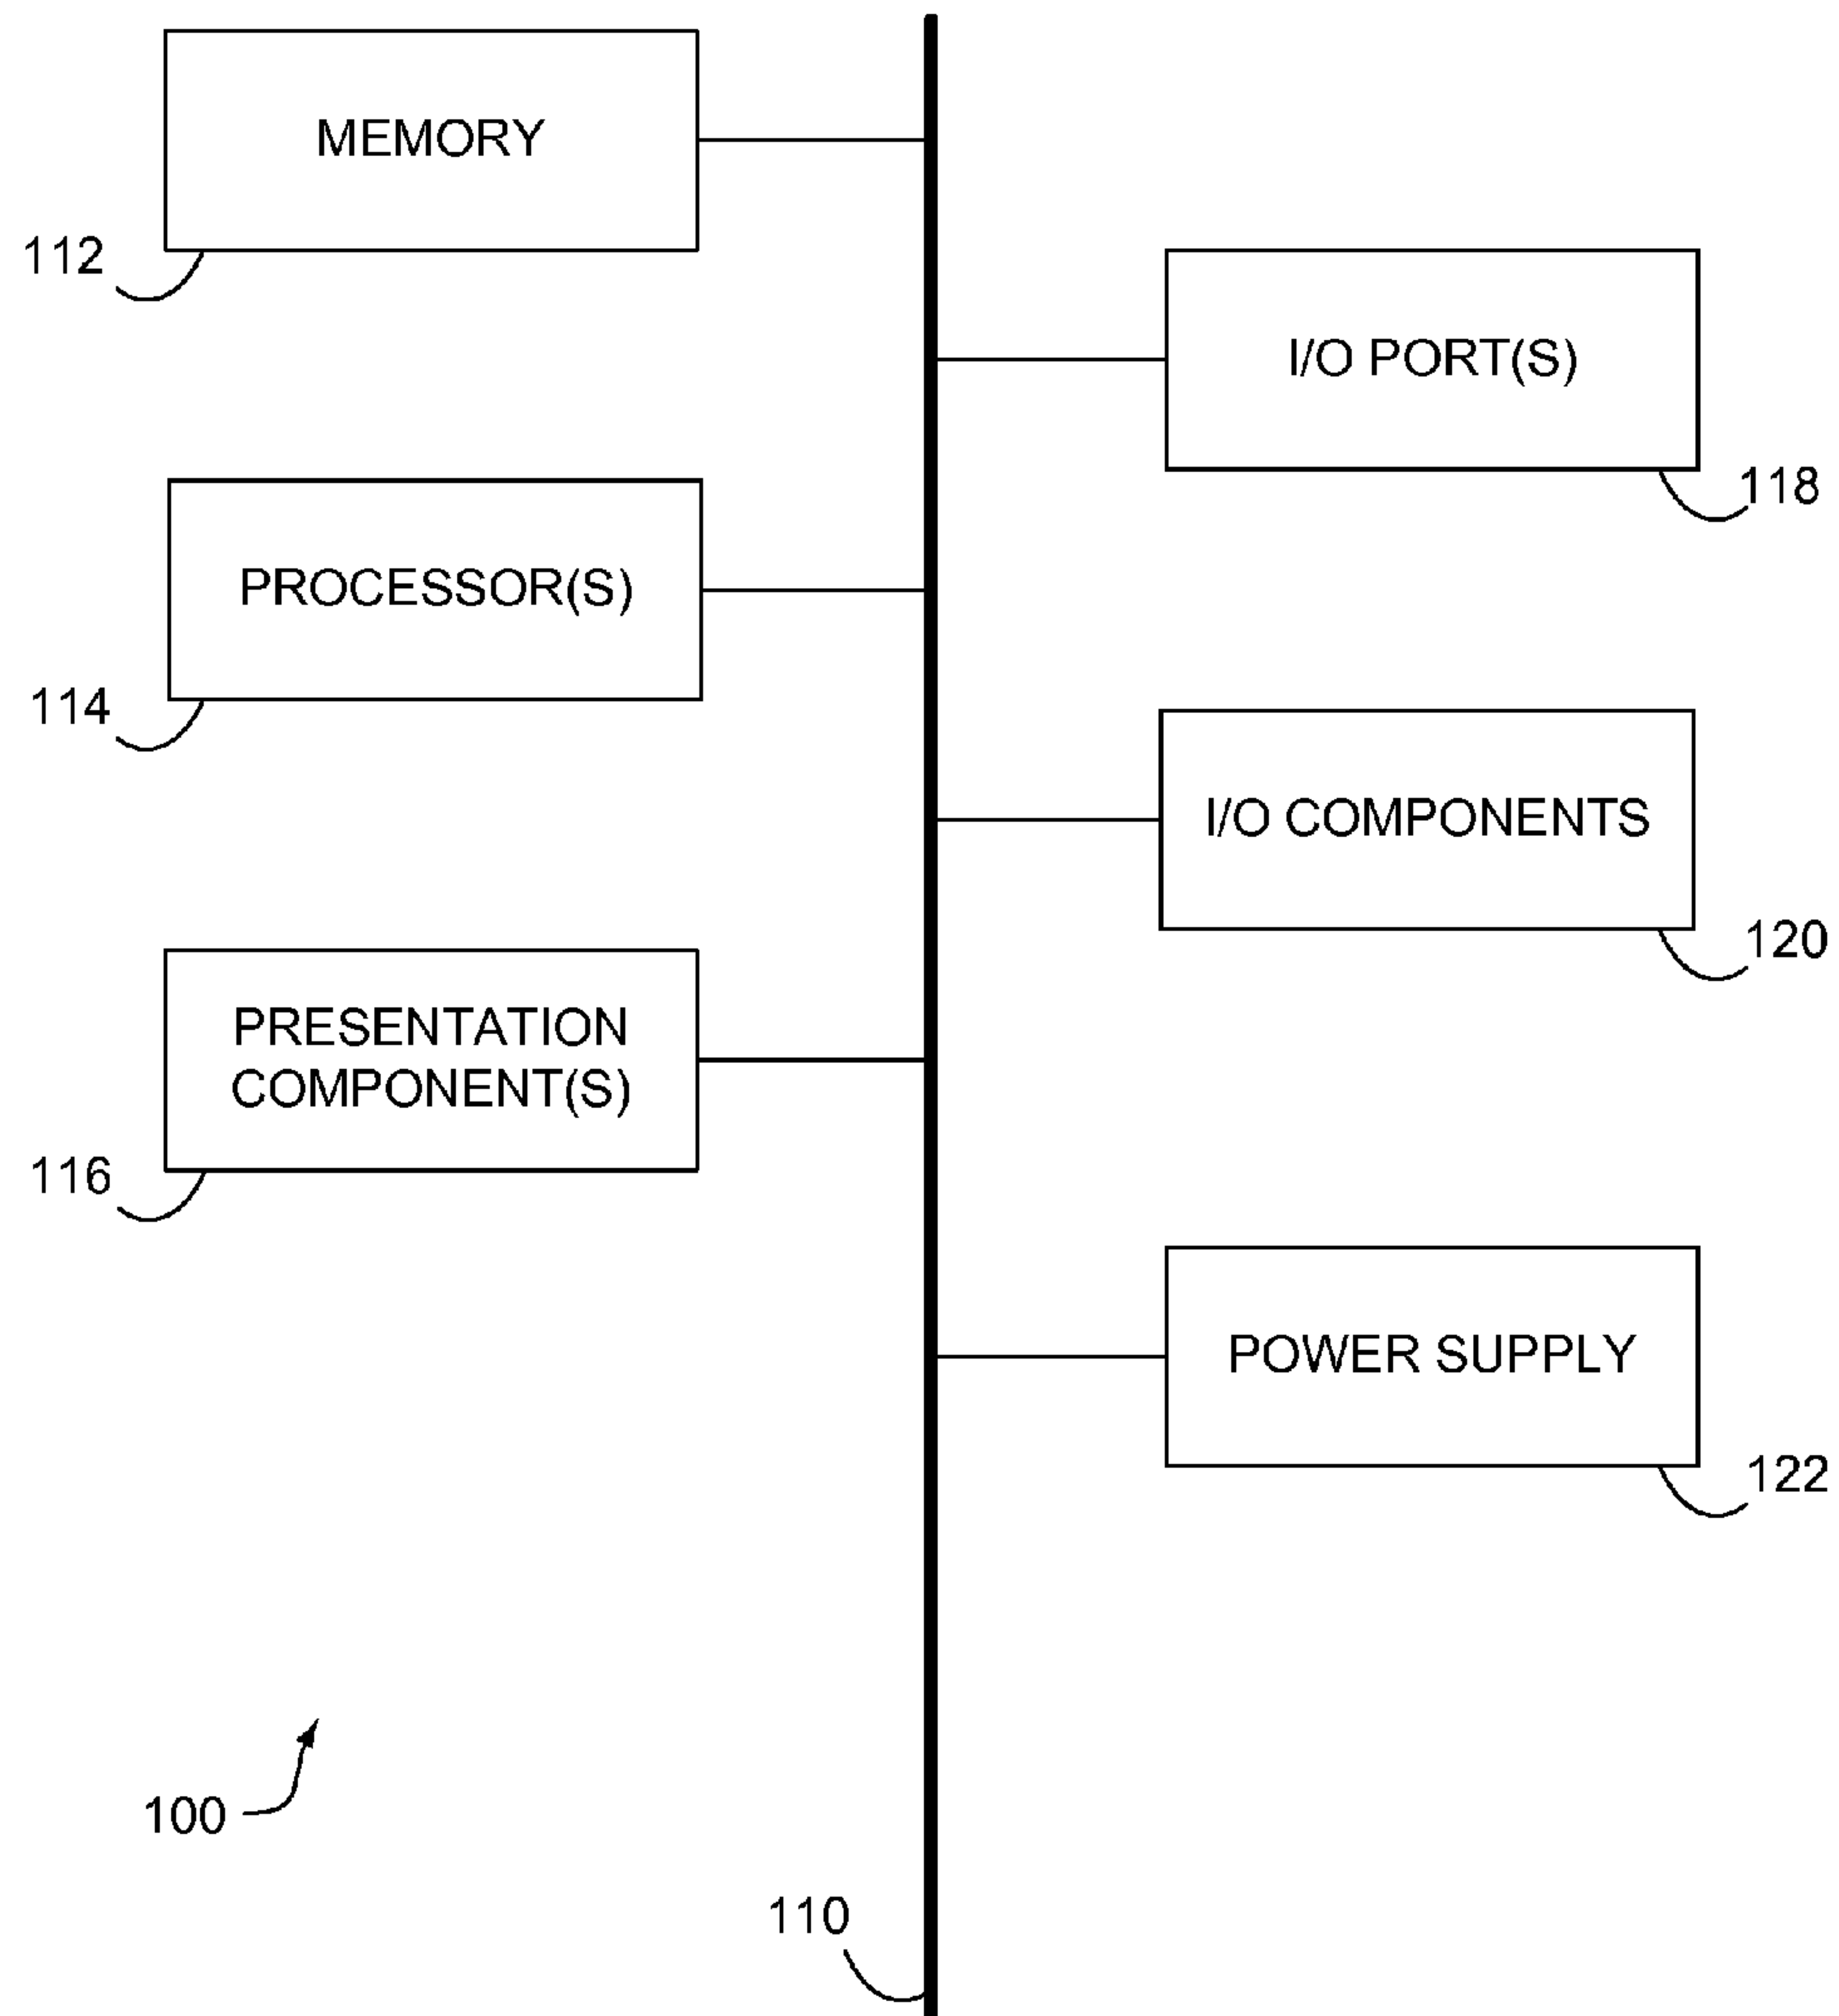 MEMORY
112
I/O PORT(S)
118
PROCESSOR(S)
114
I/O COMPONENTS
120
PRESENTATION
COMPONENT(S)
116
POWER SUPPLY
122
100
110